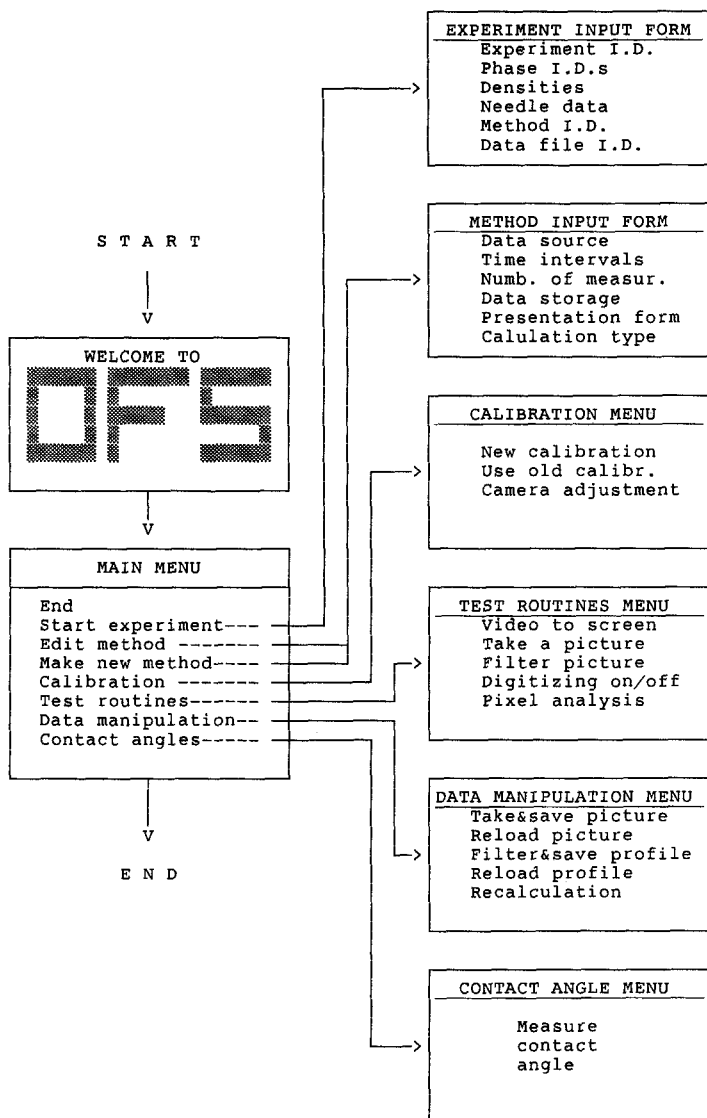 START
V
WELCOME TO
OFS
V
MAIN MENU
End
Start experiment---
Edit method -------
Make new method----
Calibration ------
Test routines------
Data manipulation--
Contact angles-----
V
END
EXPERIMENT INPUT FORM
Experiment I.D.
Phase I.D.s
Densities
Needle data
Method I.D.
Data file I.D.
METHOD INPUT FORM
Data source
Time intervals
Numb. of measur.
Data storage
Presentation form
Calulation type
CALIBRATION MENU
New calibration
Use old calibr.
Camera adjustment
TEST ROUTINES MENU
Video to screen
Take a picture
Filter picture
Digitizing on/off
Pixel analysis
DATA MANIPULATION MENU
Take&save picture
Reload picture
Filter&save profile
Reload profile
Recalculation
CONTACT ANGLE MENU
Measure
contact
angle